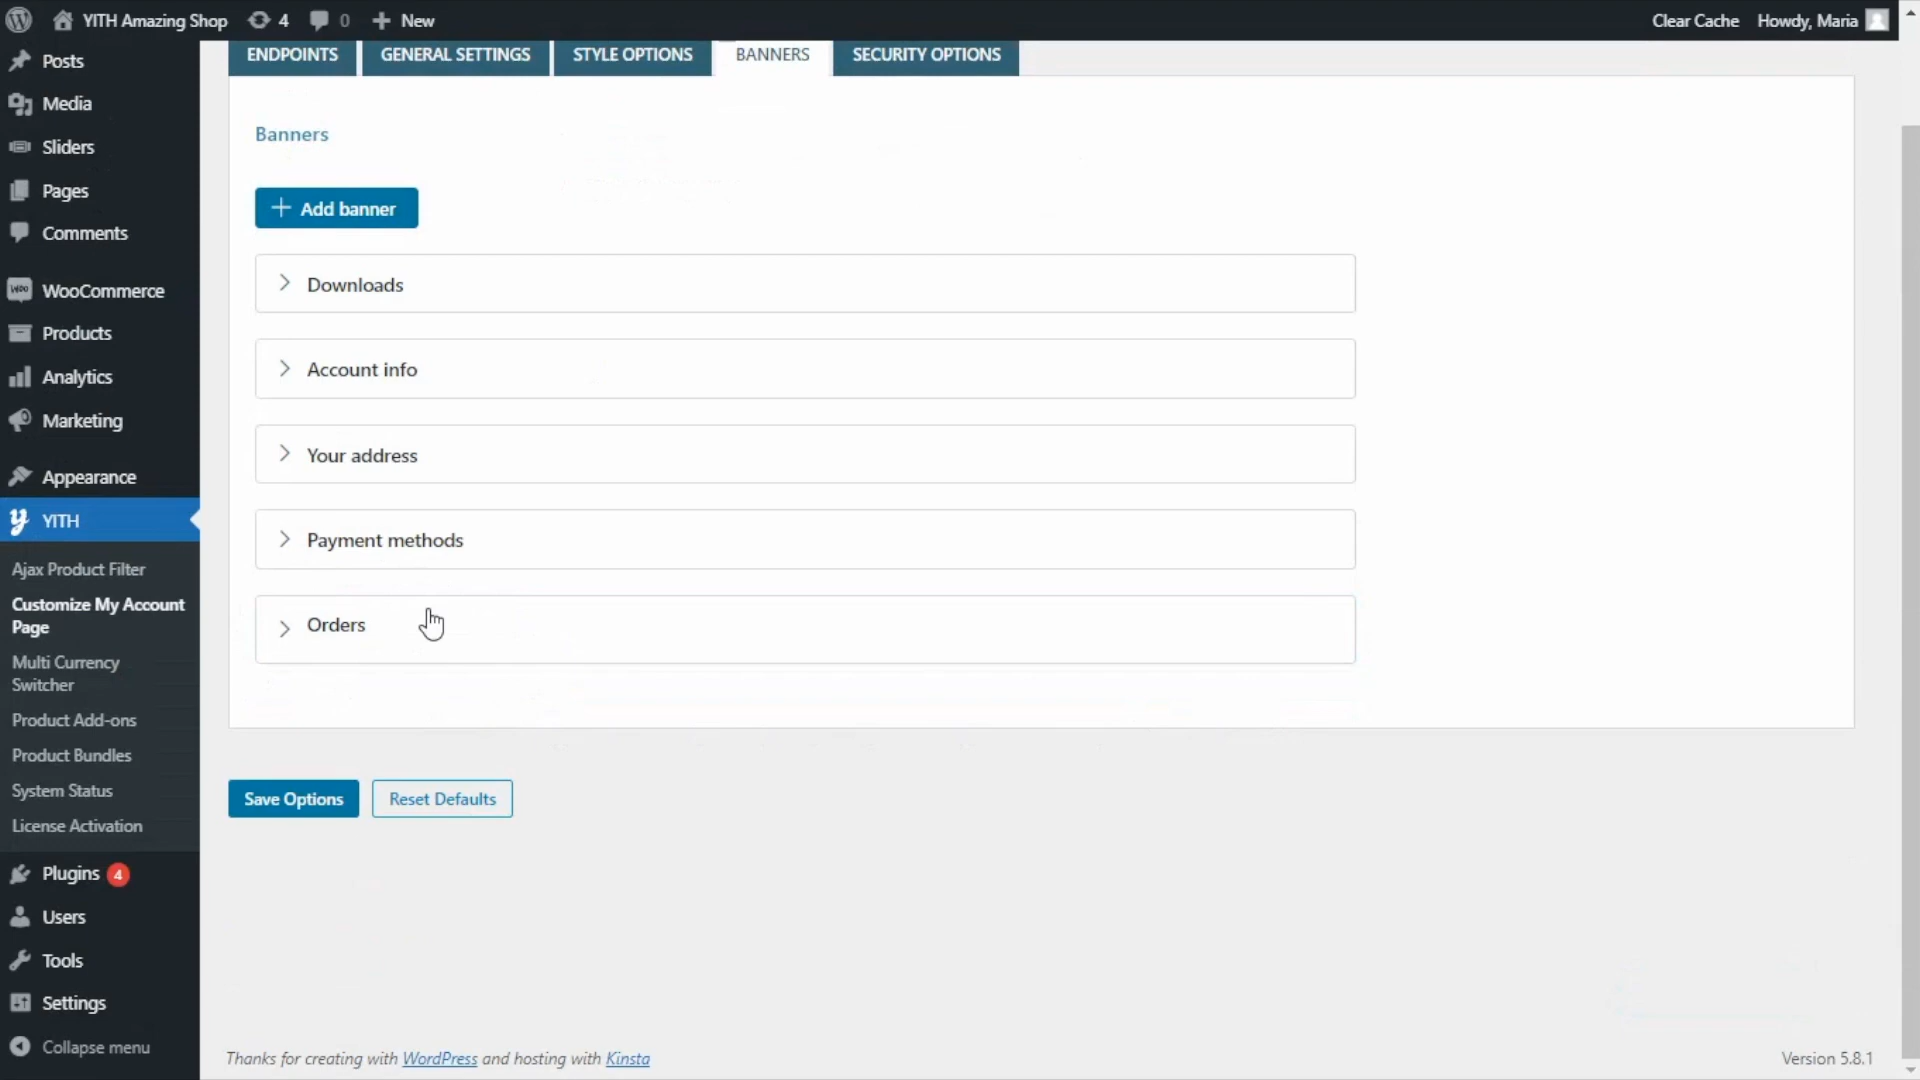 YITH Amazing Shop 4 0 New Clear Cache Howdy, Maria
ENDPOINTS GENERAL SETTINGS STYLE OPTIONS BANNERS SECURITY OPTIONS
Posts
Media
Sliders
Pages
Comments
WooCommerce
Products
Analytics
Marketing
Appearance
YITH
Ajax Product Filter
Customize My Account
Page
Multi Currency
Switcher
Product Add-ons
Product Bundles
System Status
License Activation
Plugins 4
Users
Tools
Settings
Collapse menu
Banners
Add banner
Downloads
Account info
Your address
Payment methods
Orders
Save Options Reset Defaults
Thanks for creating with WordPress and hosting with Kinsta Version 5.8.1